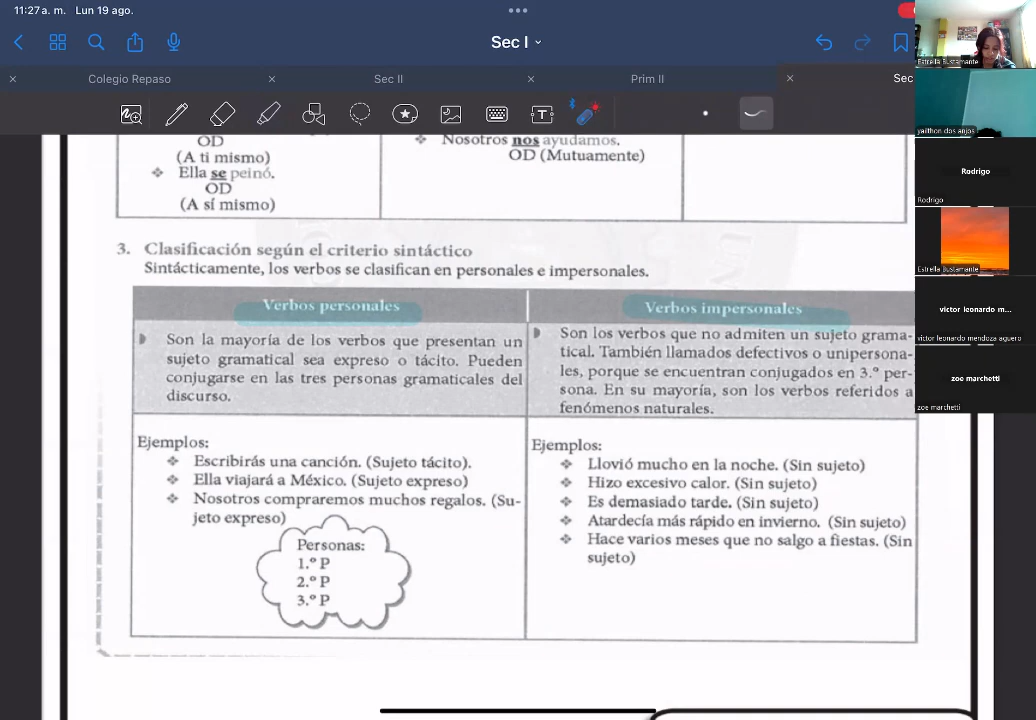 11:27 a. m. Lun 19 ago.
Sec I
Colegio Repaso
Sec II
Prim II
Sec
OD
(A ti mismo)
Ella se peinó.
OD
(A sí mismo)
Nosotros nos ayudamos.
OD (Mutuamente)
3. Clasificación según el criterio sintáctico
Sintácticamente, los verbos se clasifican en personales e impersonales.
Verbos personales
Son la mayoría de los verbos que presentan un
sujeto gramatical sea expreso o tácito. Pueden
conjugarse en las tres personas gramaticales del
discurso.
Ejemplos:
Escribirás una canción. (Sujeto tácito).
Ella viajará a México. (Sujeto expreso)
Nosotros compraremos muchos regalos. (Su-
jeto expreso)
Personas:
1.º P
2.º P
3.º P
Verbos impersonales
Son los verbos que no admiten un sujeto grama-
tical. También llamados defectivos o unipersona-
les, porque se encuentran conjugados en 3.º per-
sona. En su mayoría, son los verbos referidos a
fenómenos naturales.
Ejemplos:
Llovió mucho en la noche. (Sin sujeto)
Hizo excesivo calor. (Sin sujeto)
Es demasiado tarde. (Sin sujeto)
Atardecía más rápido en invierno. (Sin sujeto)
Hace varios meses que no salgo a fiestas. (Sin
sujeto)
Estrella Bustamante
yailthon dos anjos
Rodrigo
Rodrigo
Estrella Bustamante
victor leonardo m...
victor leonardo mendoza aguero
zoe marchetti
zoe marchetti